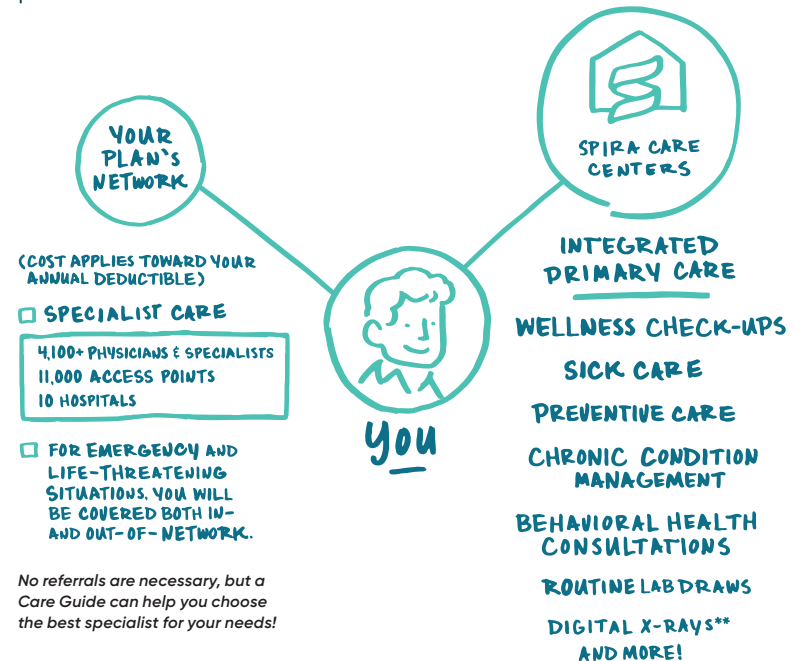 YOUR
PLAN'S
NETWORK
(COST APPLIES TOWARD YOUR
ANNUAL DEDUCTIBLE)
SPECIALIST CARE
4,100+ PHYSICIANS & SPECIALISTS
11,000 ACCESS POINTS
10 HOSPITALS
FOR EMERGENCY AND
LIFE-THREATENING
SITUATIONS, YOU WILL
BE COVERED BOTH IN-
AND OUT-OF-NETWORK.
No referrals are necessary, but a
Care Guide can help you choose
the best specialist for your needs!
you
SPIRA CARE
CENTERS
INTEGRATED
PRIMARY CARE
WELLNESS CHECK-UPS
SICK CARE
PREVENTIVE CARE
CHRONIC CONDITION
MANAGEMENT
BEHAVIORAL HEALTH
CONSULTATIONS
ROUTINE LAB DRAWS
DIGITAL X-RAYS**
AND MORE!